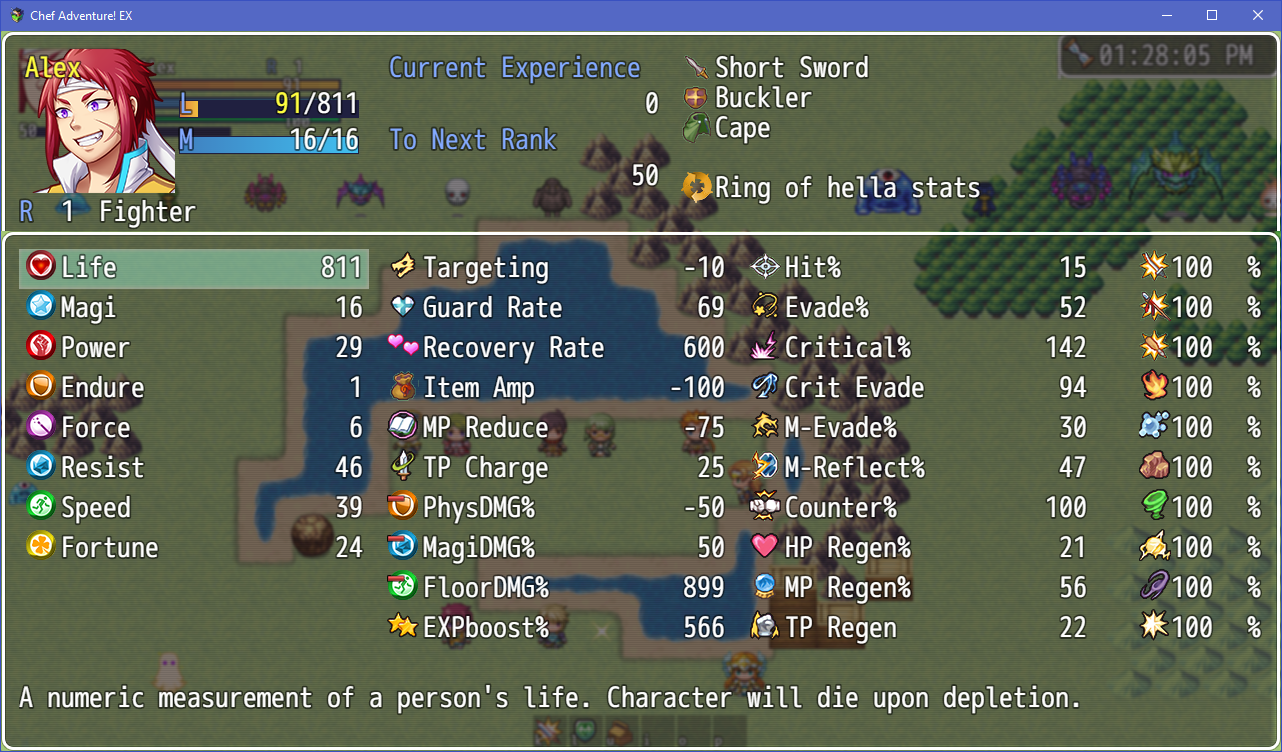 Chef Adventure! EX
01:28:05 PM
Alex
L 91/811
M 16/16
R 1 Fighter
Current Experience
0
To Next Rank
50
Short Sword
Buckler
Cape
Ring of hella stats
Life 811 Targeting -10 Hit% 15 100 %
Magi 16 Guard Rate 69 Evade% 52 100 %
Power 29 Recovery Rate 600 Critical% 142 100 %
Endure 1 Item Amp -100 Crit Evade 94 100 %
Force 6 MP Reduce -75 M-Evade% 30 100 %
Resist 46 TP Charge 25 M-Reflect% 47 100 %
Speed 39 PhysDMG% -50 Counter% 100 100 %
Fortune 24 MagiDMG% 50 HP Regen% 21 100 %
FloorDMG% 899 MP Regen% 56 100 %
EXPboost% 566 TP Regen 22 100 %
A numeric measurement of a person's life. Character will die upon depletion.